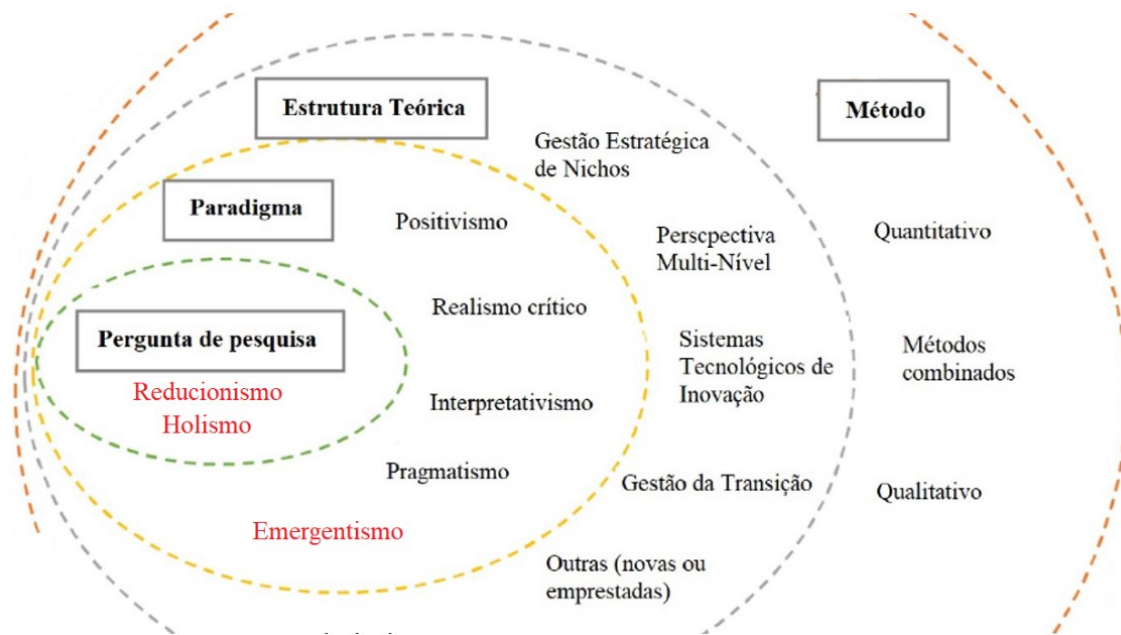 Estrutura Teórica
Método
Gestão Estratégica
de Nichos
Paradigma
Positivismo
Perscpectiva
Multi-Nível
Quantitativo
Realismo crítico
Pergunta de pesquisa
Sistemas
Tecnológicos de
Inovação
Métodos
combinados
Reducionismo
Holismo
Interpretativismo
Pragmatismo
Gestão da Transição
Qualitativo
Emergentismo
Outras (novas ou
emprestadas)